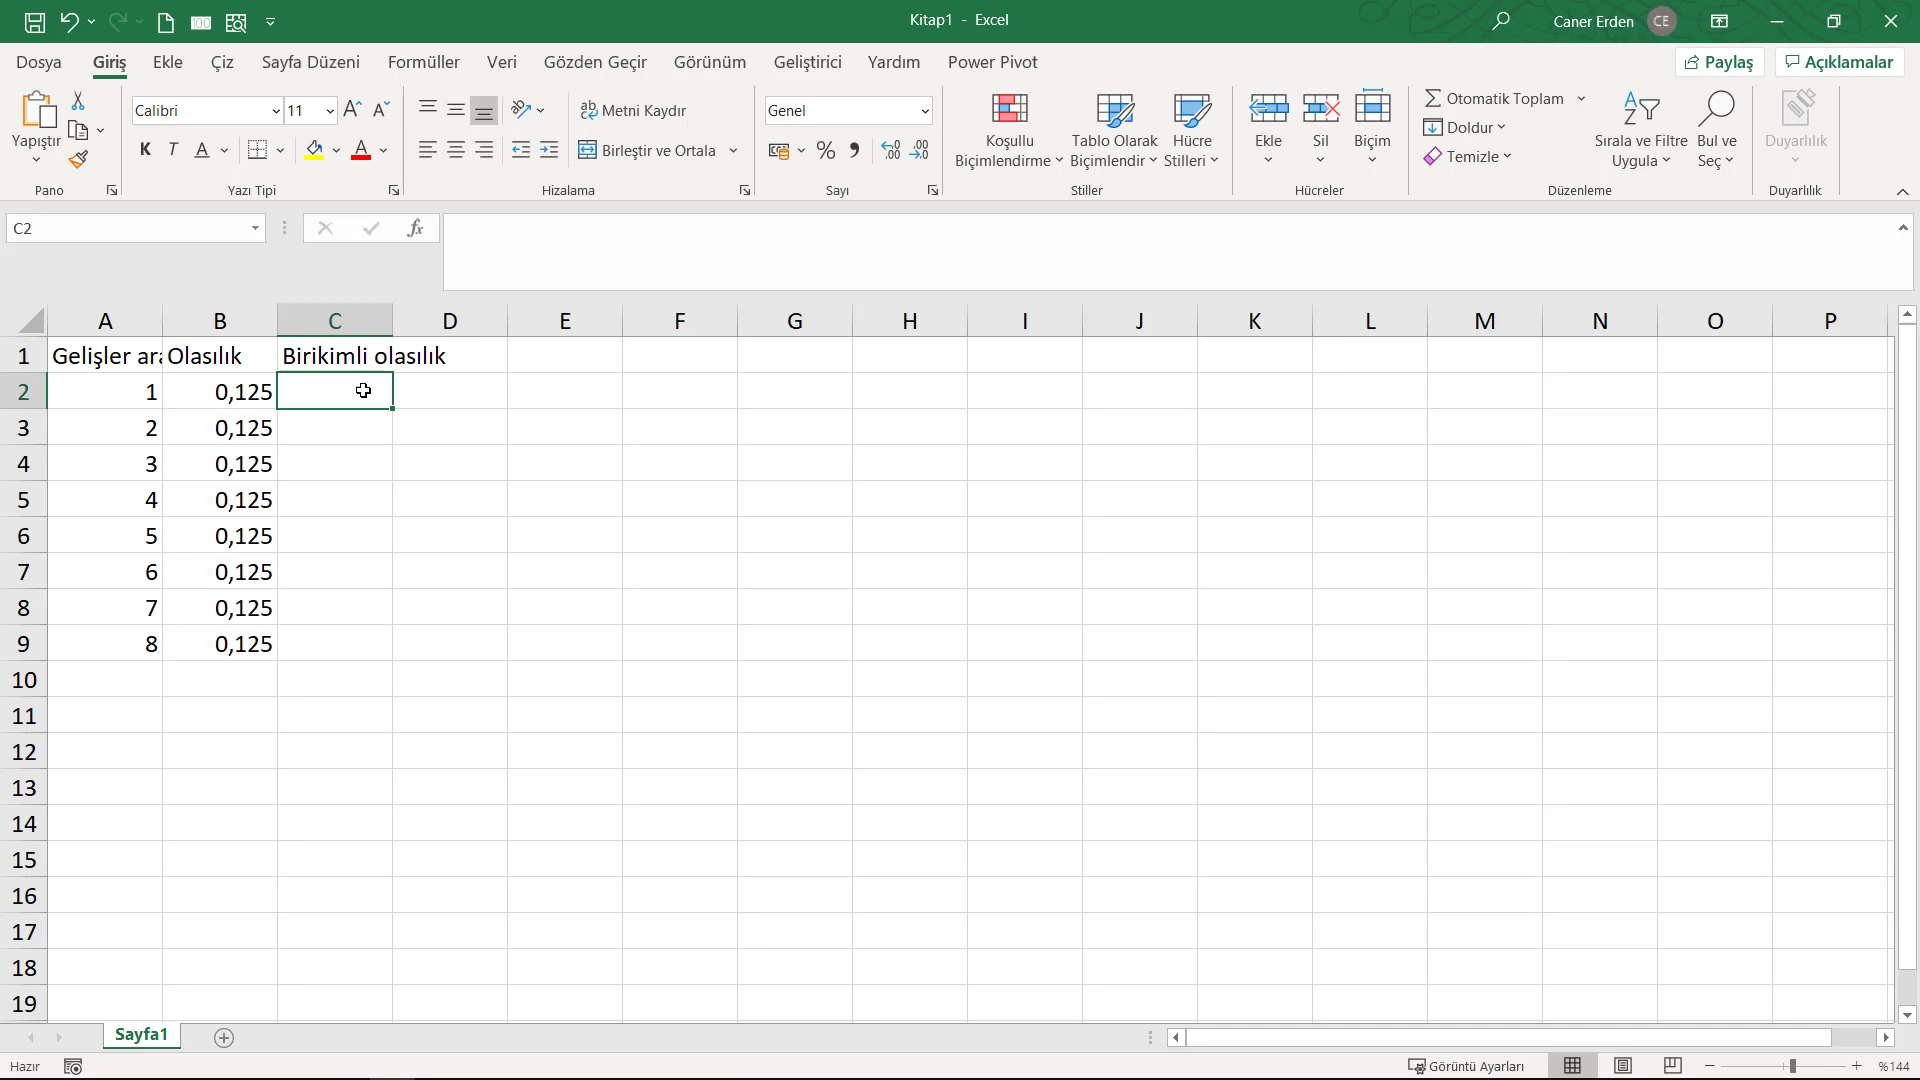 Kitap1 - Excel
Caner Erden CE
Dosya Giriş Ekle Çiz Sayfa Düzeni Formüller Veri Gözden Geçir Görünüm Geliştirici Yardım Power Pivot
Paylaş Açıklamalar
Yapıştır
Pano
Calibri 11
K T A
Yazı Tipi
Metni Kaydır
Birleştir ve Ortala
Hizalama
Genel
Sayı
Koşullu
Biçimlendirme
Tablo Olarak
Biçimlendir
Hücre
Stilleri
Stiller
Ekle Sil Biçim
Hücreler
Otomatik Toplam
Doldur
Temizle
Sırala ve Filtre
Uygula
Bul ve
Seç
Düzenleme
Duyarlılık
Duyarlılık
C2
fx
A B C D E F G H I J K L M N O P
1 Gelişler ara Olasılık Birikimli olasılık
2 1 0,125
3 2 0,125
4 3 0,125
5 4 0,125
6 5 0,125
7 6 0,125
8 7 0,125
9 8 0,125
10
11
12
13
14
15
16
17
18
19
Sayfa1
Hazır
Görüntü Ayarları
%144